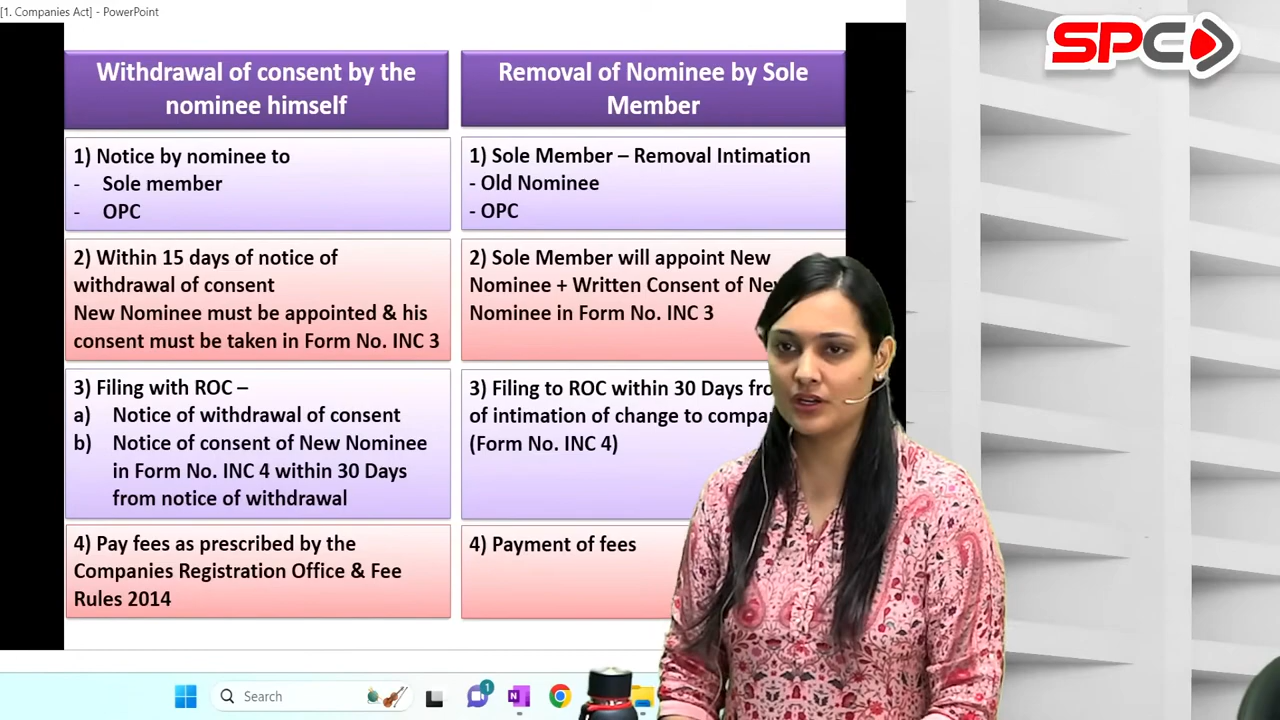 [1. Companies Act] - PowerPoint
SPC
Withdrawal of consent by the
nominee himself
1) Notice by nominee to
- Sole member
- OPC
2) Within 15 days of notice of
withdrawal of consent
New Nominee must be appointed & his
consent must be taken in Form No. INC 3
3) Filing with ROC –
a) Notice of withdrawal of consent
b) Notice of consent of New Nominee
in Form No. INC 4 within 30 Days
from notice of withdrawal
4) Pay fees as prescribed by the
Companies Registration Office & Fee
Rules 2014
Removal of Nominee by Sole
Member
1) Sole Member – Removal Intimation
- Old Nominee
- OPC
2) Sole Member will appoint New
Nominee + Written Consent of
Nominee in Form No. INC 3
3) Filing to ROC within 30 Days
of intimation of change to
(Form No. INC 4)
4) Payment of fees
Search
1